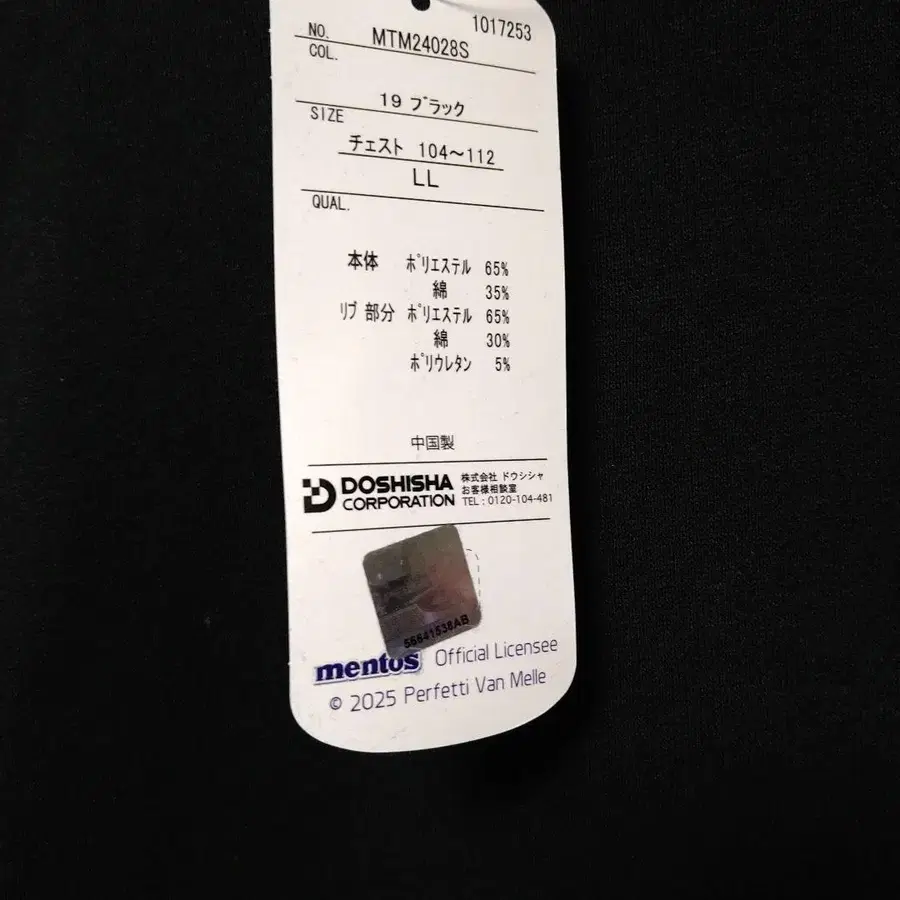 1017253
NO. MTM24028S
COL.
19 ブラック
SIZE
チェスト 104～112
LL
QUAL.
本体 ポリエステル 65%
綿 35%
リブ 部分 ポリエステル 65%
綿 30%
ポリウレタン 5%
中国製
DOSHISHA
CORPORATION
株式会社 ドウシシャ
お客様相談室
TEL : 0120-104-481
56641538AB
mentos Official Licensee
© 2025 Perfetti Van Melle